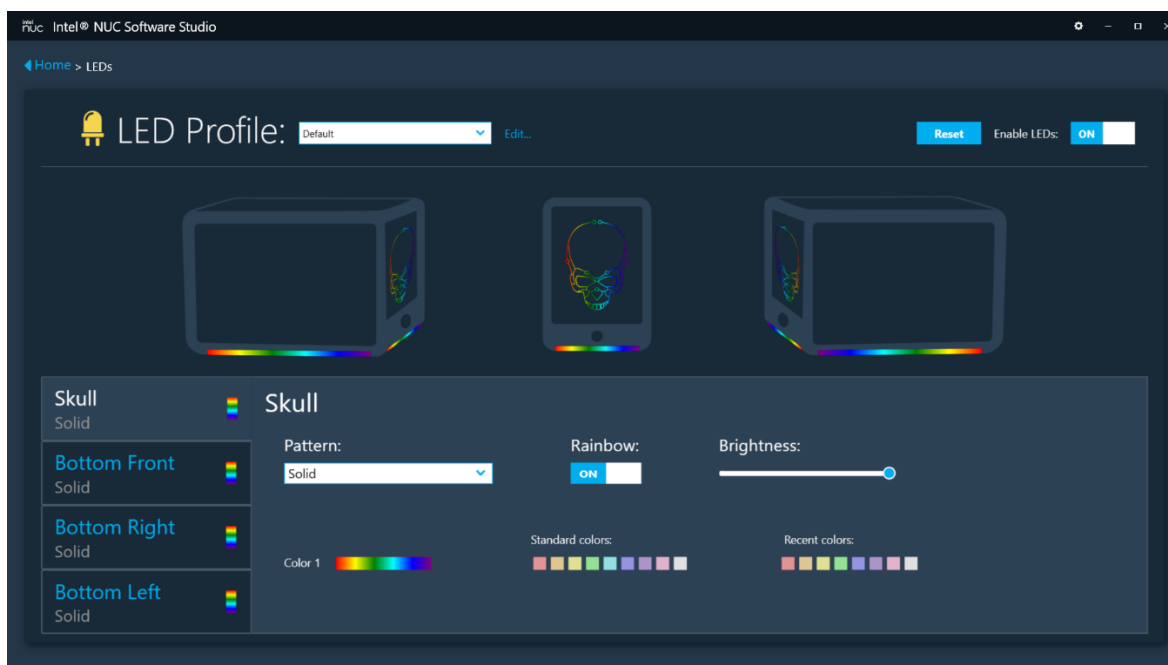 intel nuc Intel® NUC Software Studio
Home > LEDs
LED Profile: Default Edit... Reset Enable LEDs: ON
Skull
Solid
Bottom Front
Solid
Bottom Right
Solid
Bottom Left
Solid
Skull
Pattern: Rainbow: Brightness:
Solid ON
Standard colors: Recent colors:
Color 1